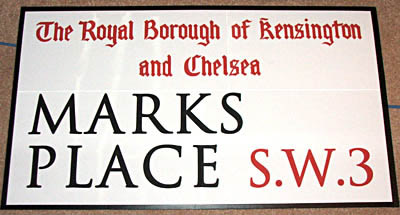 The Royal Borough of Kensington
and Chelsea
MARKS
PLACE S.W.3